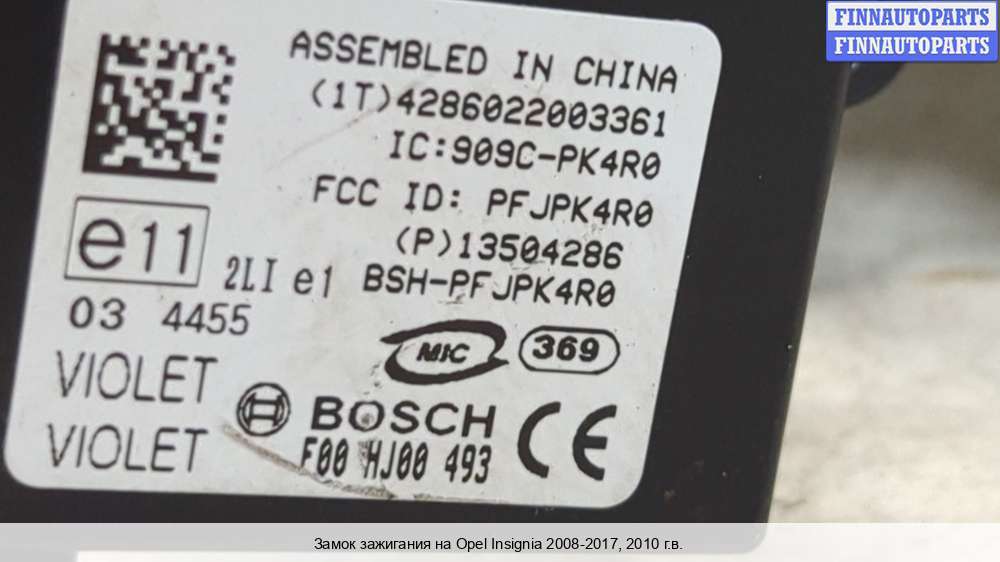 FINNAUTOPARTS
FINNAUTOPARTS
ASSEMBLED IN CHINA
(1T)4286022003361
IC:909C-PK4R0
FCC ID: PFJPK4R0
(P)13504286
e11
2LI e1 BSH-PFJPK4R0
03 4455
MIC 369
VIOLET
BOSCH CE
VIOLET
F00 HJ00 493
Замок зажигания на Opel Insignia 2008-2017, 2010 г.в.